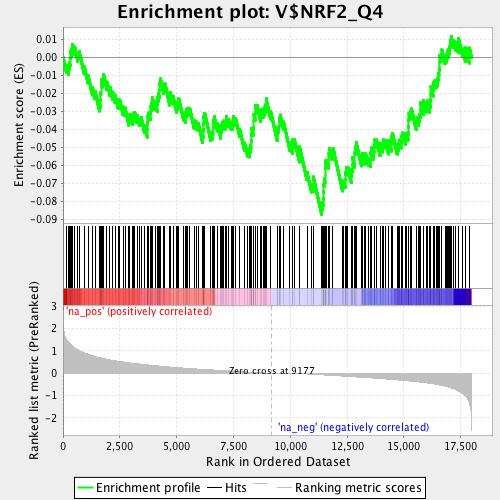 Enrichment plot: V$NRF2_Q4
Enrichment score (ES)
0.01
0.00
-0.01
-0.02
-0.03
-0.04
-0.05
-0.06
-0.07
-0.08
-0.09
'na_pos' (positively correlated)
Ranked list metric (PreRanked)
3
2
1
0
-1
-2
Zero cross at 9177
'na_neg' (negatively correlated)
0
2,500
5,000
7,500
10,000
12,500
15,000
17,500
Rank in Ordered Dataset
Enrichment profile
Hits
Ranking metric scores